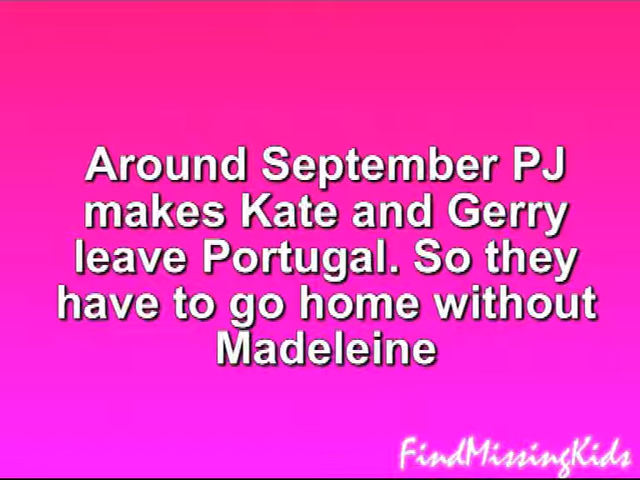 Around September PJ
makes Kate and Gerry
leave Portugal. So they
have to go home without
Madeleine
FindMissingKids